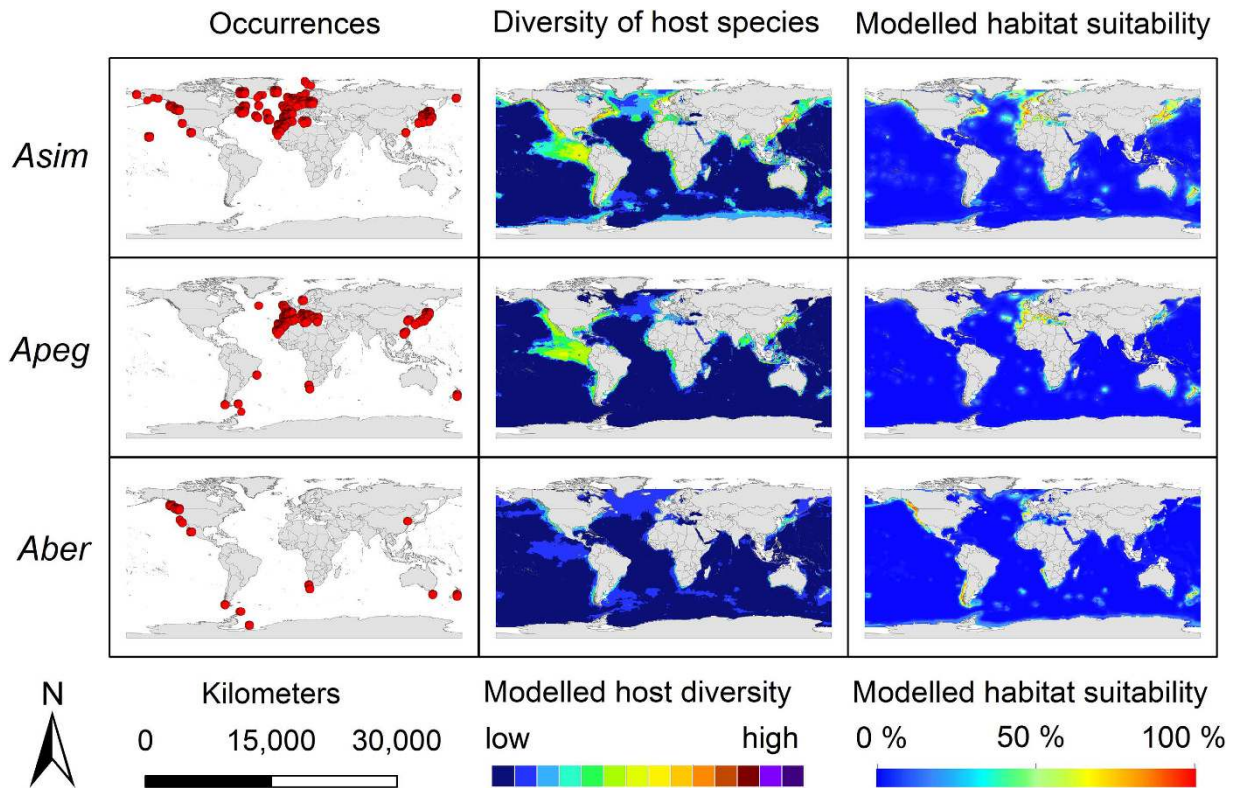 Occurrences
Diversity of host species
Modelled habitat suitability
Asim
Apeg
Aber
N
Kilometers
0 15,000 30,000
Modelled host diversity
low high
Modelled habitat suitability
0 % 50 % 100 %